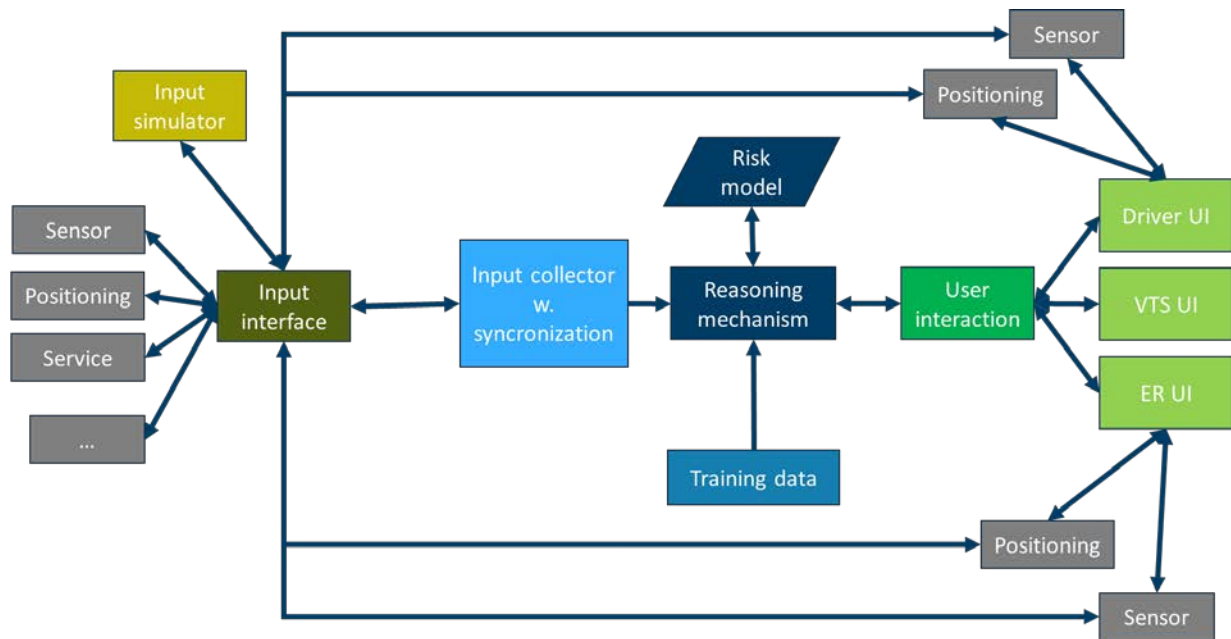 Sensor
Positioning
Input
simulator
Risk
model
Sensor
Positioning
Service
...
Input
interface
Input collector
w.
syncronization
Reasoning
mechanism
User
interaction
Driver UI
VTS UI
ER UI
Training data
Positioning
Sensor